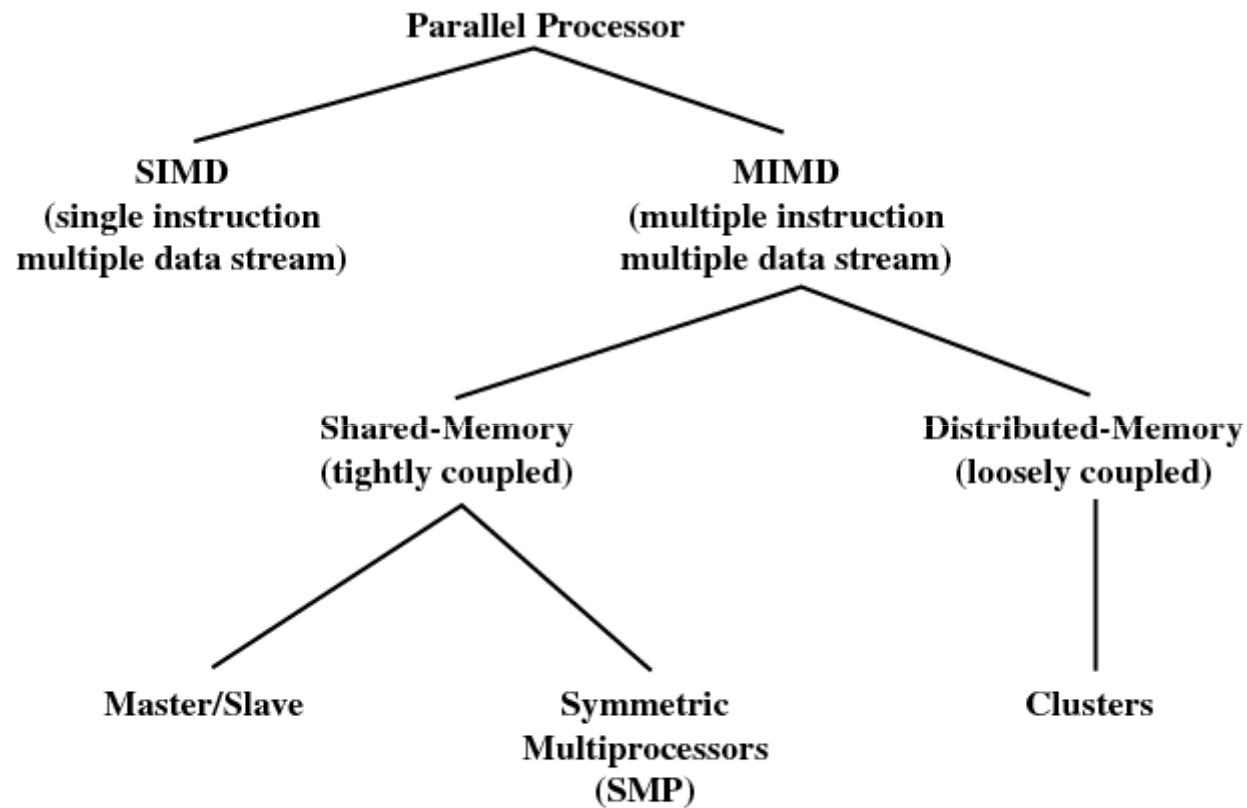 Parallel Processor
SIMD
(single instruction
multiple data stream)
MIMD
(multiple instruction
multiple data stream)
Shared-Memory
(tightly coupled)
Distributed-Memory
(loosely coupled)
Master/Slave
Symmetric
Multiprocessors
(SMP)
Clusters